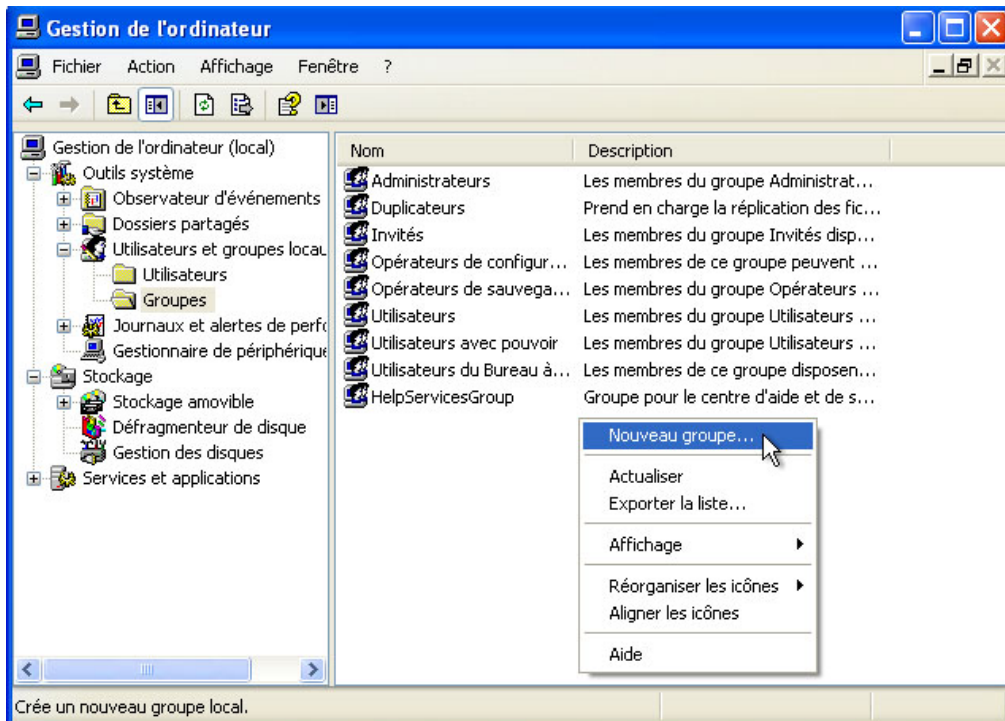 Gestion de l'ordinateur
Fichier Action Affichage Fenêtre ?
Gestion de l'ordinateur (local)
Outils système
Observateur d'événements
Dossiers partagés
Utilisateurs et groupes locau
Utilisateurs
Groupes
Journaux et alertes de perfo
Gestionnaire de périphérique
Stockage
Stockage amovible
Défragmenteur de disque
Gestion des disques
Services et applications
Nom Description
Administrateurs Les membres du groupe Administrat...
Duplicateurs Prend en charge la réplication des fic...
Invités Les membres du groupe Invités disp...
Opérateurs de configur... Les membres de ce groupe peuvent ...
Opérateurs de sauvega... Les membres du groupe Opérateurs ...
Utilisateurs Les membres du groupe Utilisateurs ...
Utilisateurs avec pouvoir Les membres du groupe Utilisateurs ...
Utilisateurs du Bureau à... Les membres de ce groupe disposen...
HelpServicesGroup Groupe pour le centre d'aide et de s...
Nouveau groupe...
Actualiser
Exporter la liste...
Affichage
Réorganiser les icônes
Aligner les icônes
Aide
Crée un nouveau groupe local.